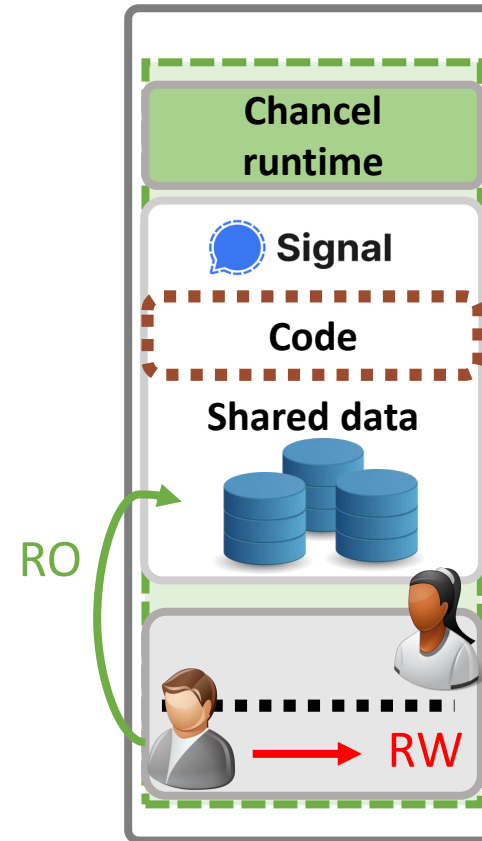 Chancel
runtime
Signal
Code
Shared data
RO
RW